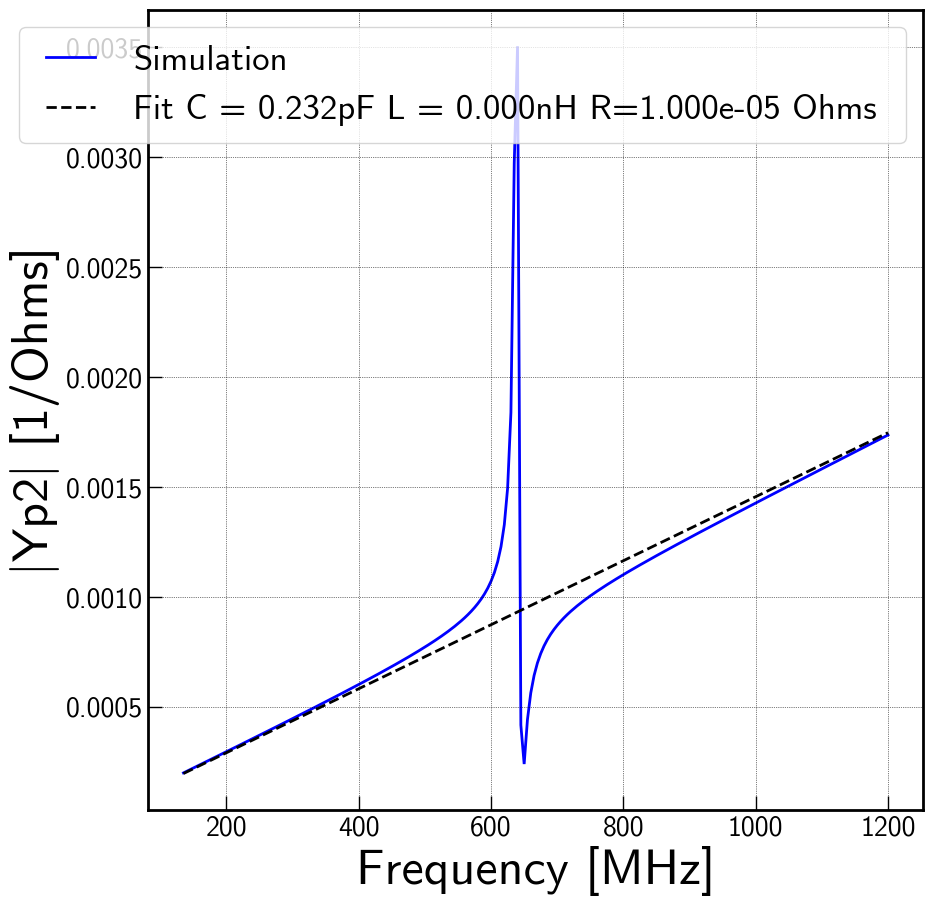 0.0035
Simulation
Fit C = 0.232pF L = 0.000nH R=1.000e-05 Ohms
0.0030
0.0025
0.0020
0.0015
0.0010
0.0005
|Yp2| [1/Ohms]
200 400 600 800 1000 1200
Frequency [MHz]